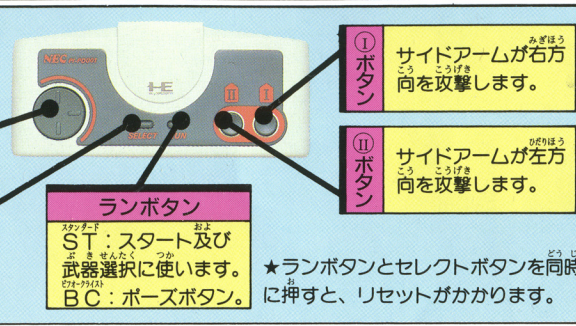 NEC
HE
SELECT
RUN
II
I
Ⓘボタン
サイドアームが右方
向を攻撃します。
Ⓘⓘボタン
サイドアームが左方
向を攻撃します。
ランボタン
ST:スタート及び
武器選択に使います。
BC:ポーズボタン。
★ランボタンとセレクトボタンを同時
に押すと、リセットがかかります。